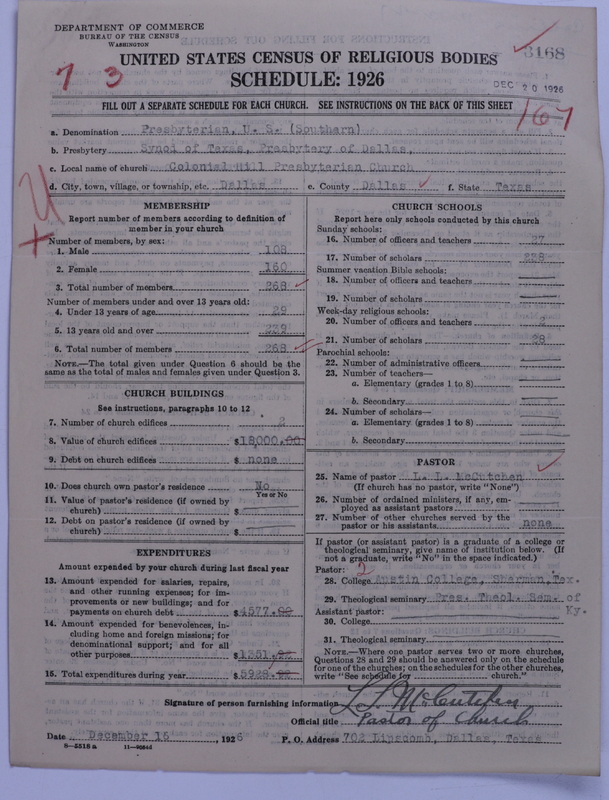 DEPARTMENT OF COMMERCE
BUREAU OF THE CENSUS
WASHINGTON
UNITED STATES CENSUS OF RELIGIOUS BODIES
3168
SCHEDULE: 1926
7 3
DEC 20 1926
FILL OUT A SEPARATE SCHEDULE FOR EACH CHURCH. SEE INSTRUCTIONS ON THE BACK OF THIS SHEET
167
a. Denomination Presbyterian, U. S. (Southern)
b. Presbytery Synod of Texas, Presbytery of Dallas,
c. Local name of church Colonial Hill Presbyterian Church
d. City, town, village, or township, etc. Dallas e. County Dallas f. State Texas
MEMBERSHIP
Report number of members according to definition of
member in your church
Number of members, by sex:
1. Male 108
2. Female 160
3. Total number of members 268
Number of members under and over 13 years old:
4. Under 13 years of age 29
5. 13 years old and over 239
6. Total number of members 268
NOTE.—The total given under Question 6 should be the
same as the total of males and females given under Question 3.
CHURCH BUILDINGS
See instructions, paragraphs 10 to 12
7. Number of church edifices 2
8. Value of church edifices $18000.00
9. Debt on church edifices $ none
10. Does church own pastor's residence No
Yes or No
11. Value of pastor's residence (if owned by
church) $
12. Debt on pastor's residence (if owned by
church) $
EXPENDITURES
Amount expended by your church during last fiscal year
13. Amount expended for salaries, repairs,
and other running expenses; for im-
provements or new buildings; and for
payments on church debt $4577.00
14. Amount expended for benevolences, in-
cluding home and foreign missions; for
denominational support; and for all
other purposes $
15. Total expenditures during year $
CHURCH SCHOOLS
Report here only schools conducted by this church
Sunday schools:
16. Number of officers and teachers 27
17. Number of scholars 228
Summer vacation Bible schools:
18. Number of officers and teachers
19. Number of scholars
Week-day religious schools:
20. Number of officers and teachers 2
21. Number of scholars 28
Parochial schools:
22. Number of administrative officers
23. Number of teachers—
a. Elementary (grades 1 to 8)
b. Secondary
24. Number of scholars—
a. Elementary (grades 1 to 8)
b. Secondary
PASTOR
25. Name of pastor L. L. McCutchen
(If church has no pastor, write "None")
26. Number of ordained ministers, if any, em-
ployed as assistant pastors
27. Number of other churches served by the
pastor or his assistants none
If pastor (or assistant pastor) is a graduate of a college or
theological seminary, give name of institution below. (If
not a graduate, write "No" in the space indicated.)
Pastor: 2
28. College Austin College, Sherman, Tex.
29. Theological seminary Pres. Theol. Sem. of
Assistant pastor: Ky.
30. College
31. Theological seminary
NOTE.—Where one pastor serves two or more churches,
Questions 28 and 29 should be answered only on the schedule
for one of the churches; on the schedules for the other churches,
write "See schedule for church."
Signature of person furnishing information L. L. McCutchen
Official title Pastor of Church
Date December 16, 1926 P. O. Address 702 Lipscomb, Dallas, Texas
8—5518 a